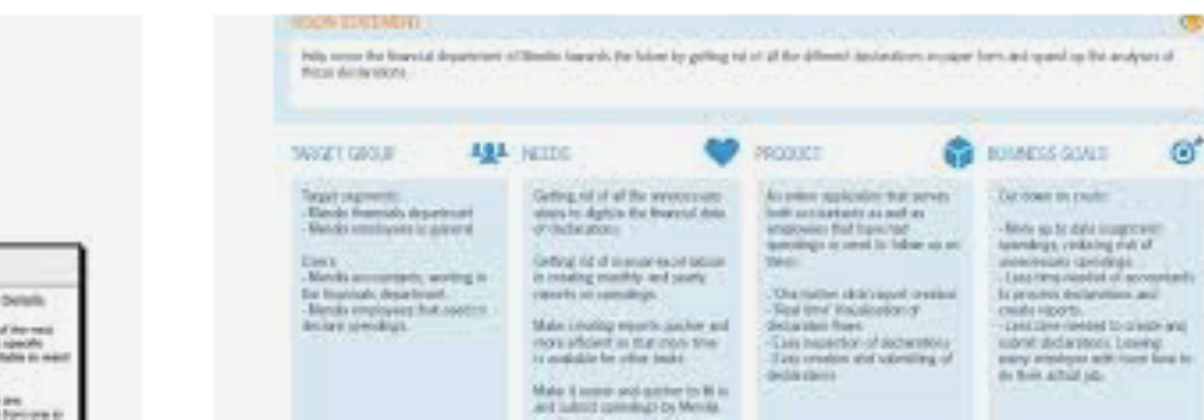 VISION STATEMENT
Help move the financial department of Mendix towards the future by getting rid of all the different declarations on paper form and speed up the analyses of
these declarations.
TARGET GROUP
NEEDS
PRODUCT
BUSINESS GOALS
Target segments:
- Mendix financials department
- Mendix employees in general
Users:
- Mendix accountants, working in
the financials department.
- Mendix employees that need to
declare spendings.
Getting rid of all the unnecessary
steps to digitize the financial data
of declarations.
Getting rid of manual excel labour
in creating monthly and yearly
reports on spendings.
Make creating reports quicker and
more efficient so that more time
is available for other tasks.
Make it easier and quicker to fill in
and submit spendings by Mendix
An online application that serves
both accountants as well as
employees that have had
spendings in need to follow up on
them:
- 'One button click' report creation
- 'Real time' visualisation of
declaration flows
- Easy inspection of declarations
- Easy creation and submitting of
declarations
Cut down on costs:
- More up to date insight into
spendings, reducing risk of
unnecessary spendings.
- Less time needed of accountants
to process declarations and
create reports.
- Less time needed to create and
submit declarations. Leaving
every employee with more time to
do their actual job.
Details
of the next
specific